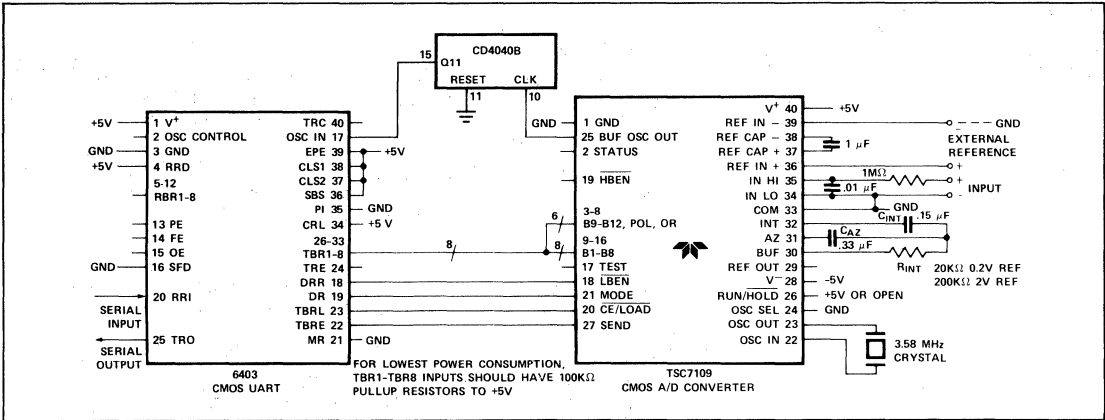 CD4040B
15 Q11
RESET CLK
11 10
+5V 1 V+
2 OSC CONTROL
GND 3 GND
+5V 4 RRD
5-12
RBR1-8
13 PE
14 FE
15 OE
GND 16 SFD
20 RRI
SERIAL
INPUT
25 TRO
SERIAL
OUTPUT
TRC 40
OSC IN 17
EPE 39 +5V
CLS1 38
CLS2 37
SBS 36
PI 35 GND
CRL 34 +5 V
26-33
TBR1-8 8
TRE 24
DRR 18
DR 19
TBRL 23
TBRE 22
MR 21 GND
6403
CMOS UART
FOR LOWEST POWER CONSUMPTION,
TBR1-TBR8 INPUTS SHOULD HAVE 100KΩ
PULLUP RESISTORS TO +5V
GND 1 GND
25 BUF OSC OUT
2 STATUS
19 HBEN
3-8
6 B9-B12, POL, OR
9-16
8 B1-B8
17 TEST
18 LBEN
21 MODE
20 CE/LOAD
27 SEND
V+ 40 +5V
REF IN - 39 GND
REF CAP - 38
REF CAP + 37 1 μF
REF IN + 36
- EXTERNAL
REFERENCE
+
IN HI 35 1MΩ +
.01 μF INPUT
IN LO 34 -
COM 33 GND
INT 32 CINT .15 μF
AZ 31 CAZ
.33 μF
BUF 30
RINT 20KΩ 0.2V REF
200KΩ 2V REF
REF OUT 29
V- 28 -5V
RUN/HOLD 26 +5V OR OPEN
OSC SEL 24 GND
OSC OUT 23
OSC IN 22
3.58 MHz
CRYSTAL
TSC7109
CMOS A/D CONVERTER